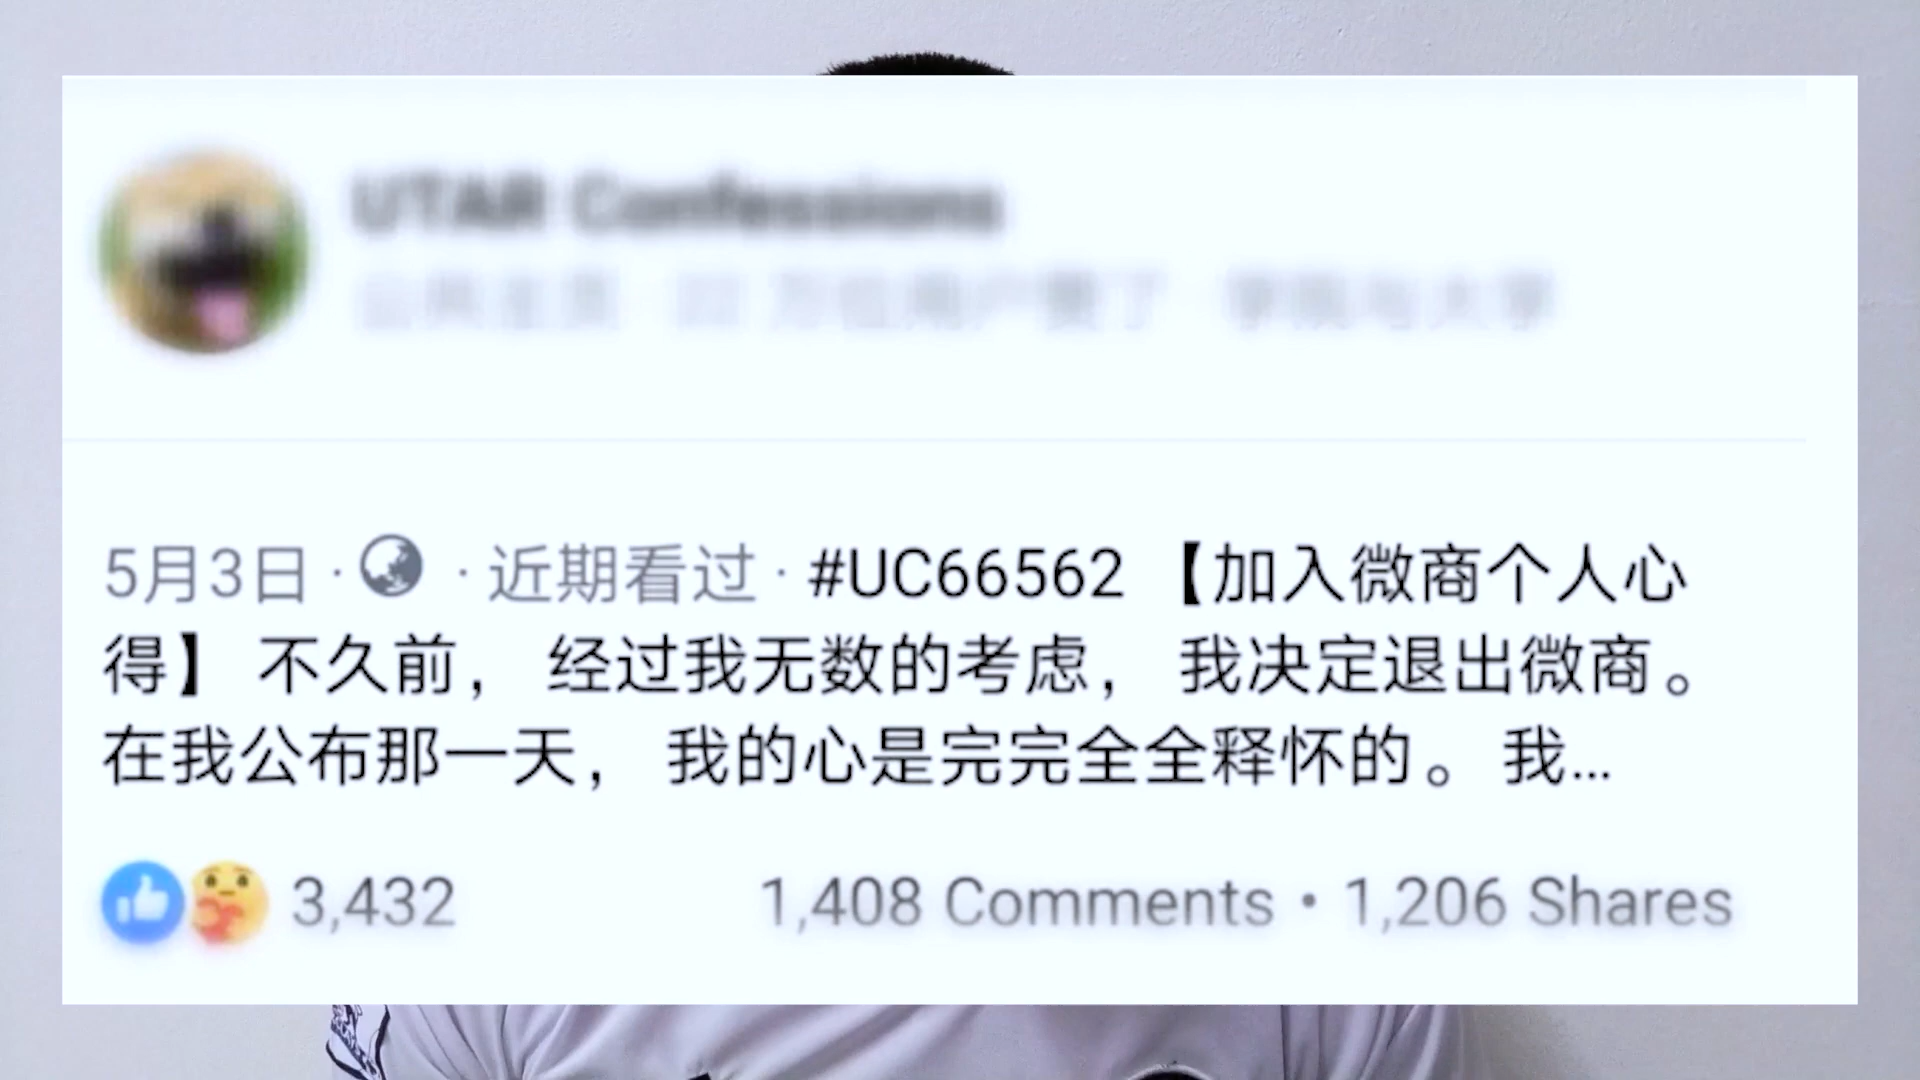 UTAR Confessions
5月3日 · · 近期看过 · #UC66562 【加入微商个人心
得】 不久前， 经过我无数的考虑， 我决定退出微商。
在我公布那一天， 我的心是完完全全释怀的。 我...
3,432
1,408 Comments • 1,206 Shares